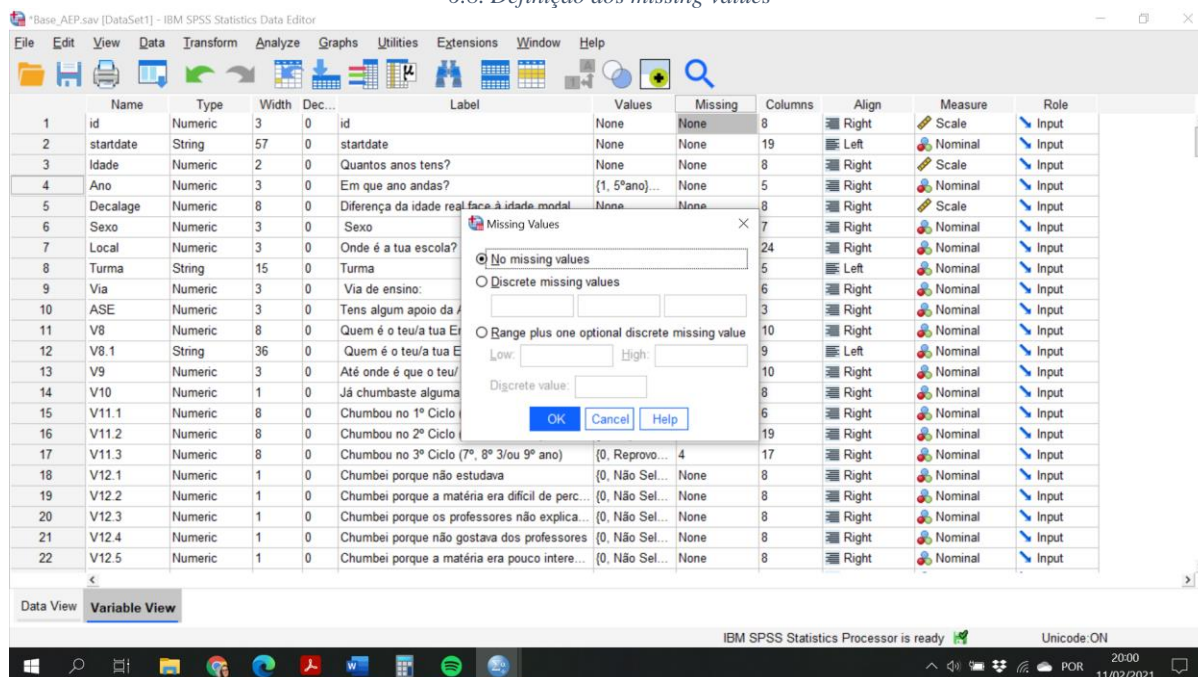 3.8. Definição dos missing values
*Base_AEP.sav [DataSet1] - IBM SPSS Statistics Data Editor
File Edit View Data Transform Analyze Graphs Utilities Extensions Window Help
Name Type Width Dec... Label Values Missing Columns Align Measure Role
1 id Numeric 3 0 id None None 8 Right Scale Input
2 startdate String 57 0 startdate None None 19 Left Nominal Input
3 Idade Numeric 2 0 Quantos anos tens? None None 8 Right Scale Input
4 Ano Numeric 3 0 Em que ano andas? {1, 5ºano}... None 5 Right Nominal Input
5 Decalage Numeric 8 0 Diferença da idade real face à idade modal None None 8 Right Scale Input
6 Sexo Numeric 3 0 Sexo 7 Right Nominal Input
7 Local Numeric 3 0 Onde é a tua escola? 24 Right Nominal Input
8 Turma String 15 0 Turma 5 Left Nominal Input
9 Via Numeric 3 0 Via de ensino: 6 Right Nominal Input
10 ASE Numeric 3 0 Tens algum apoio da 3 Right Nominal Input
11 V8 Numeric 8 0 Quem é o teu/a tua E 10 Right Nominal Input
12 V8.1 String 36 0 Quem é o teu/a tua E 9 Left Nominal Input
13 V9 Numeric 3 0 Até onde é que o teu/ 10 Right Nominal Input
14 V10 Numeric 1 0 Já chumbaste alguma 8 Right Nominal Input
15 V11.1 Numeric 8 0 Chumbou no 1º Ciclo ( 6 Right Nominal Input
16 V11.2 Numeric 8 0 Chumbou no 2º Ciclo ( 19 Right Nominal Input
17 V11.3 Numeric 8 0 Chumbou no 3º Ciclo (7º, 8º 3/ou 9º ano) {0, Reprovo... 4 17 Right Nominal Input
18 V12.1 Numeric 1 0 Chumbei porque não estudava {0, Não Sel... None 8 Right Nominal Input
19 V12.2 Numeric 1 0 Chumbei porque a matéria era difícil de perc... {0, Não Sel... None 8 Right Nominal Input
20 V12.3 Numeric 1 0 Chumbei porque os professores não explica... {0, Não Sel... None 8 Right Nominal Input
21 V12.4 Numeric 1 0 Chumbei porque não gostava dos professores {0, Não Sel... None 8 Right Nominal Input
22 V12.5 Numeric 1 0 Chumbei porque a matéria era pouco intere... {0, Não Sel... None 8 Right Nominal Input
Missing Values
No missing values
Discrete missing values
Range plus one optional discrete missing value
Low: High:
Discrete value:
OK Cancel Help
Data View Variable View
IBM SPSS Statistics Processor is ready Unicode:ON
POR 20:00
11/02/2021